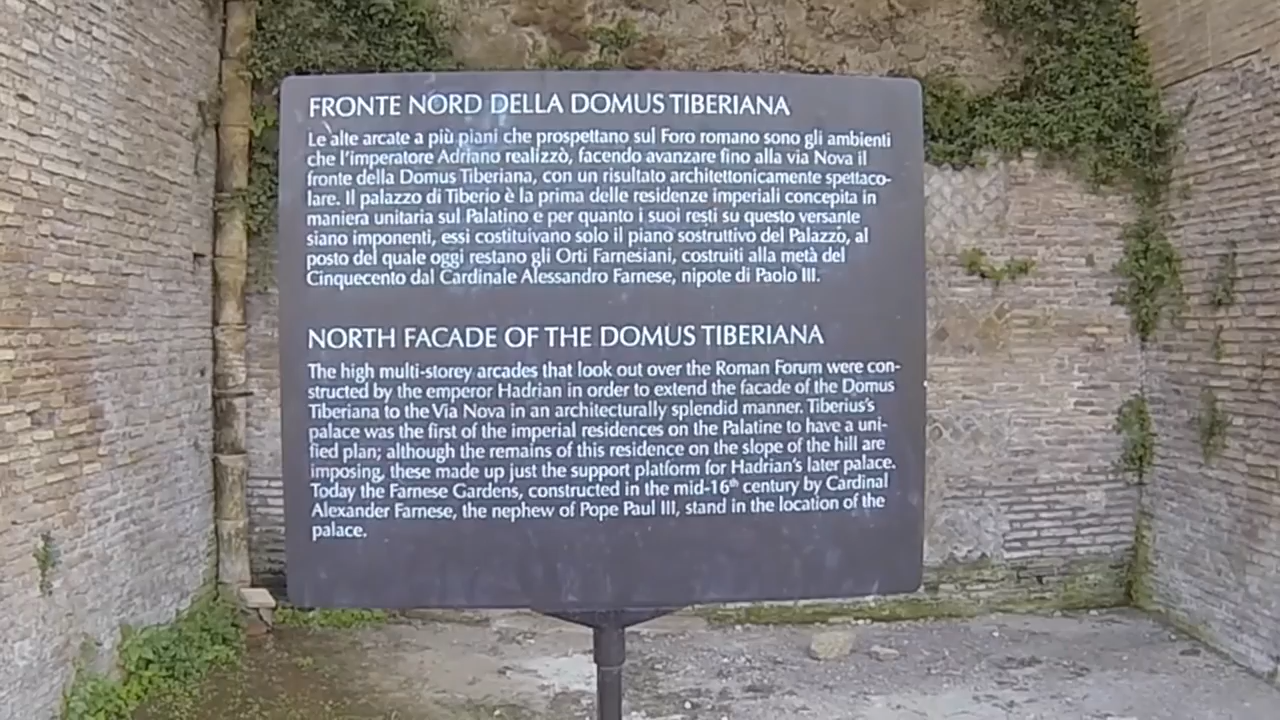 FRONTE NORD DELLA DOMUS TIBERIANA
Le alte arcate a più piani che prospettano sul Foro romano sono gli ambienti
che l'imperatore Adriano realizzò, facendo avanzare fino alla via Nova il
fronte della Domus Tiberiana, con un risultato architettonicamente spettaco-
lare. Il palazzo di Tiberio è la prima delle residenze imperiali concepita in
maniera unitaria sul Palatino e per quanto i suoi resti su questo versante
siano imponenti, essi costituivano solo il piano sostruttivo del Palazzo, al
posto del quale oggi restano gli Orti Farnesiani, costruiti alla metà del
Cinquecento dal Cardinale Alessandro Farnese, nipote di Paolo III.
NORTH FACADE OF THE DOMUS TIBERIANA
The high multi-storey arcades that look out over the Roman Forum were con-
structed by the emperor Hadrian in order to extend the facade of the Domus
Tiberiana to the Via Nova in an architecturally splendid manner. Tiberius's
palace was the first of the imperial residences on the Palatine to have a uni-
fied plan; although the remains of this residence on the slope of the hill are
imposing, these made up just the support platform for Hadrian's later palace.
Today the Farnese Gardens, constructed in the mid-16th century by Cardinal
Alexander Farnese, the nephew of Pope Paul III, stand in the location of the
palace.